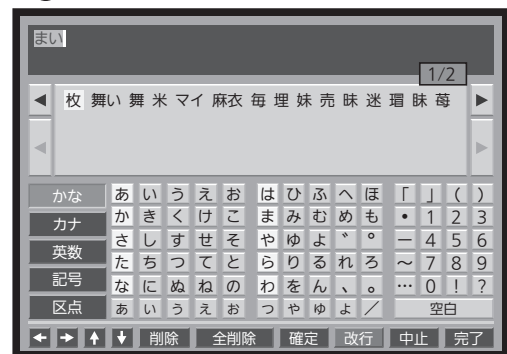 まい
1/2
◀ 枚 舞い 舞 米 マイ 麻衣 毎 埋 妹 売 昧 迷 瑁 眛 苺 ▶
◀ ▶
かな あ い う え お は ひ ふ へ ほ 「 」 ( )
カナ か き く け こ ま み む め も • 1 2 3
英数 さ し す せ そ や ゆ よ ゛ ゜ ー 4 5 6
た ち つ て と ら り る れ ろ ~ 7 8 9
記号 な に ぬ ね の わ を ん 、 。 … 0 ! ?
区点 ぁ ぃ ぅ ぇ ぉ っ ゃ ゅ ょ / 空白
← → ↑ ↓ 削除 全削除 確定 改行 中止 完了